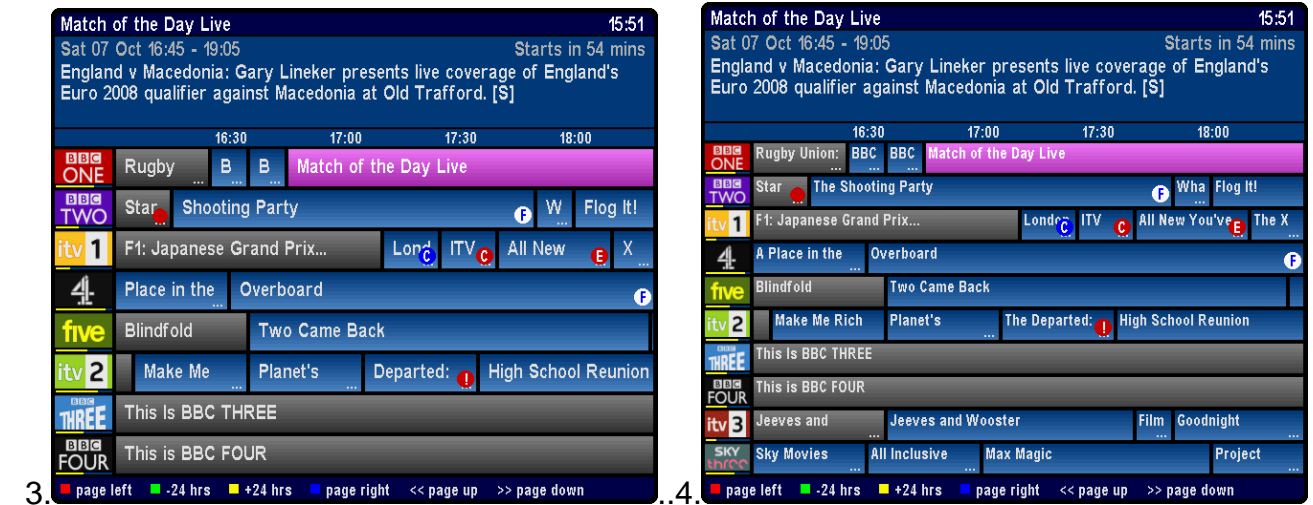 Match of the Day Live 15:51
Sat 07 Oct 16:45 - 19:05 Starts in 54 mins
England v Macedonia: Gary Lineker presents live coverage of England's
Euro 2008 qualifier against Macedonia at Old Trafford. [S]
16:30 17:00 17:30 18:00
BBC ONE Rugby ... B ... B ... Match of the Day Live
BBC TWO Star ... Shooting Party F W ... Flog It!
itv 1 F1: Japanese Grand Prix... Lond C ... ITV C ... All New E ... X ...
4 Place in the ... Overboard F
five Blindfold Two Came Back
itv 2 Make Me ... Planet's ... Departed: ! ... High School Reunion
BBC THREE This Is BBC THREE
BBC FOUR This is BBC FOUR
3. page left -24 hrs +24 hrs page right << page up >> page down
Match of the Day Live 15:51
Sat 07 Oct 16:45 - 19:05 Starts in 54 mins
England v Macedonia: Gary Lineker presents live coverage of England's
Euro 2008 qualifier against Macedonia at Old Trafford. [S]
16:30 17:00 17:30 18:00
BBC ONE Rugby Union: ... BBC ... BBC ... Match of the Day Live
BBC TWO Star ... The Shooting Party F Wha ... Flog It!
itv 1 F1: Japanese Grand Prix... London C ... ITV C ... All New You've E ... The X ...
4 A Place in the ... Overboard F
five Blindfold Two Came Back
itv 2 Make Me Rich Planet's ... The Departed: ! ... High School Reunion
BBC THREE This Is BBC THREE
BBC FOUR This is BBC FOUR
itv 3 Jeeves and ... Jeeves and Wooster Film ... Goodnight ...
SKY three Sky Movies ... All Inclusive ... Max Magic Project ...
..4. page left -24 hrs +24 hrs page right << page up >> page down